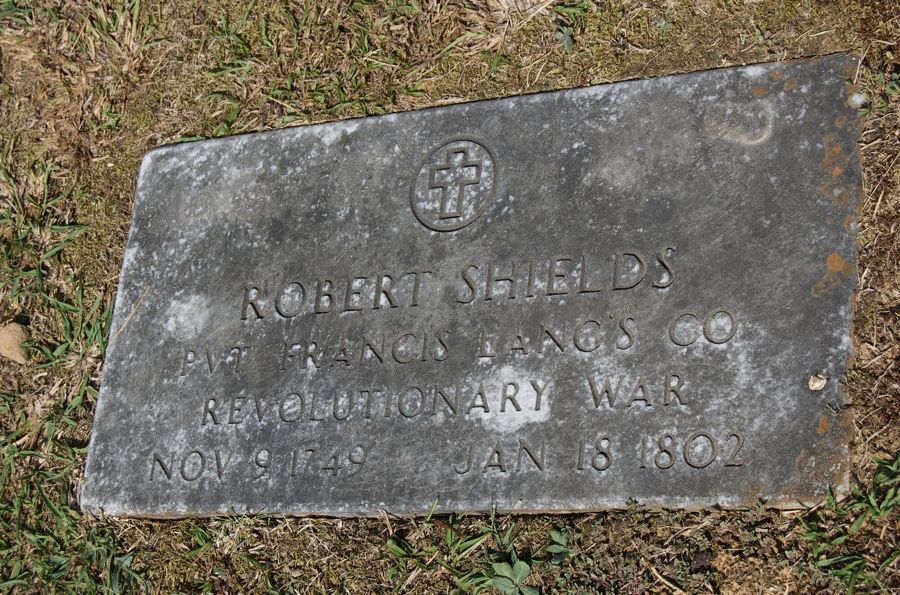 ROBERT SHIELDS
PVT FRANCIS LANG'S CO
REVOLUTIONARY WAR
NOV 9 1749 JAN 18 1802